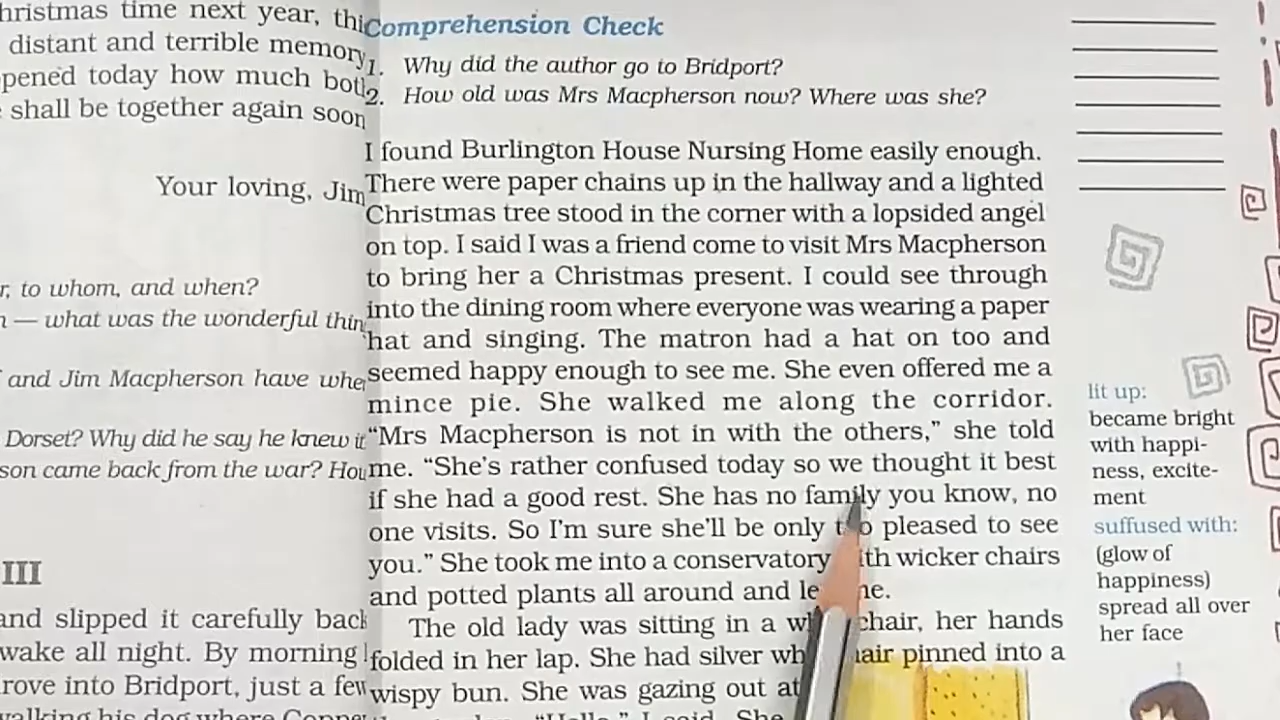 hristmas time next year, thi
distant and terrible memory
pened today how much bot
shall be together again soon
Your loving, Jim
r, to whom, and when?
— what was the wonderful thin
and Jim Macpherson have whe
Dorset? Why did he say he knew it
son came back from the war? Hou
III
and slipped it carefully back
wake all night. By morning
rove into Bridport, just a few
walking his dog where
Comprehension Check
1. Why did the author go to Bridport?
2. How old was Mrs Macpherson now? Where was she?
I found Burlington House Nursing Home easily enough.
There were paper chains up in the hallway and a lighted
Christmas tree stood in the corner with a lopsided angel
on top. I said I was a friend come to visit Mrs Macpherson
to bring her a Christmas present. I could see through
into the dining room where everyone was wearing a paper
hat and singing. The matron had a hat on too and
seemed happy enough to see me. She even offered me a
mince pie. She walked me along the corridor.
“Mrs Macpherson is not in with the others,” she told
me. “She’s rather confused today so we thought it best
if she had a good rest. She has no family you know, no
one visits. So I’m sure she’ll be only too pleased to see
you.” She took me into a conservatory with wicker chairs
and potted plants all around and le me.
The old lady was sitting in a wh chair, her hands
folded in her lap. She had silver wh hair pinned into a
wispy bun. She was gazing out at
“Hello,” I said. She
lit up:
became bright
with happi-
ness, excite-
ment
suffused with:
(glow of
happiness)
spread all over
her face